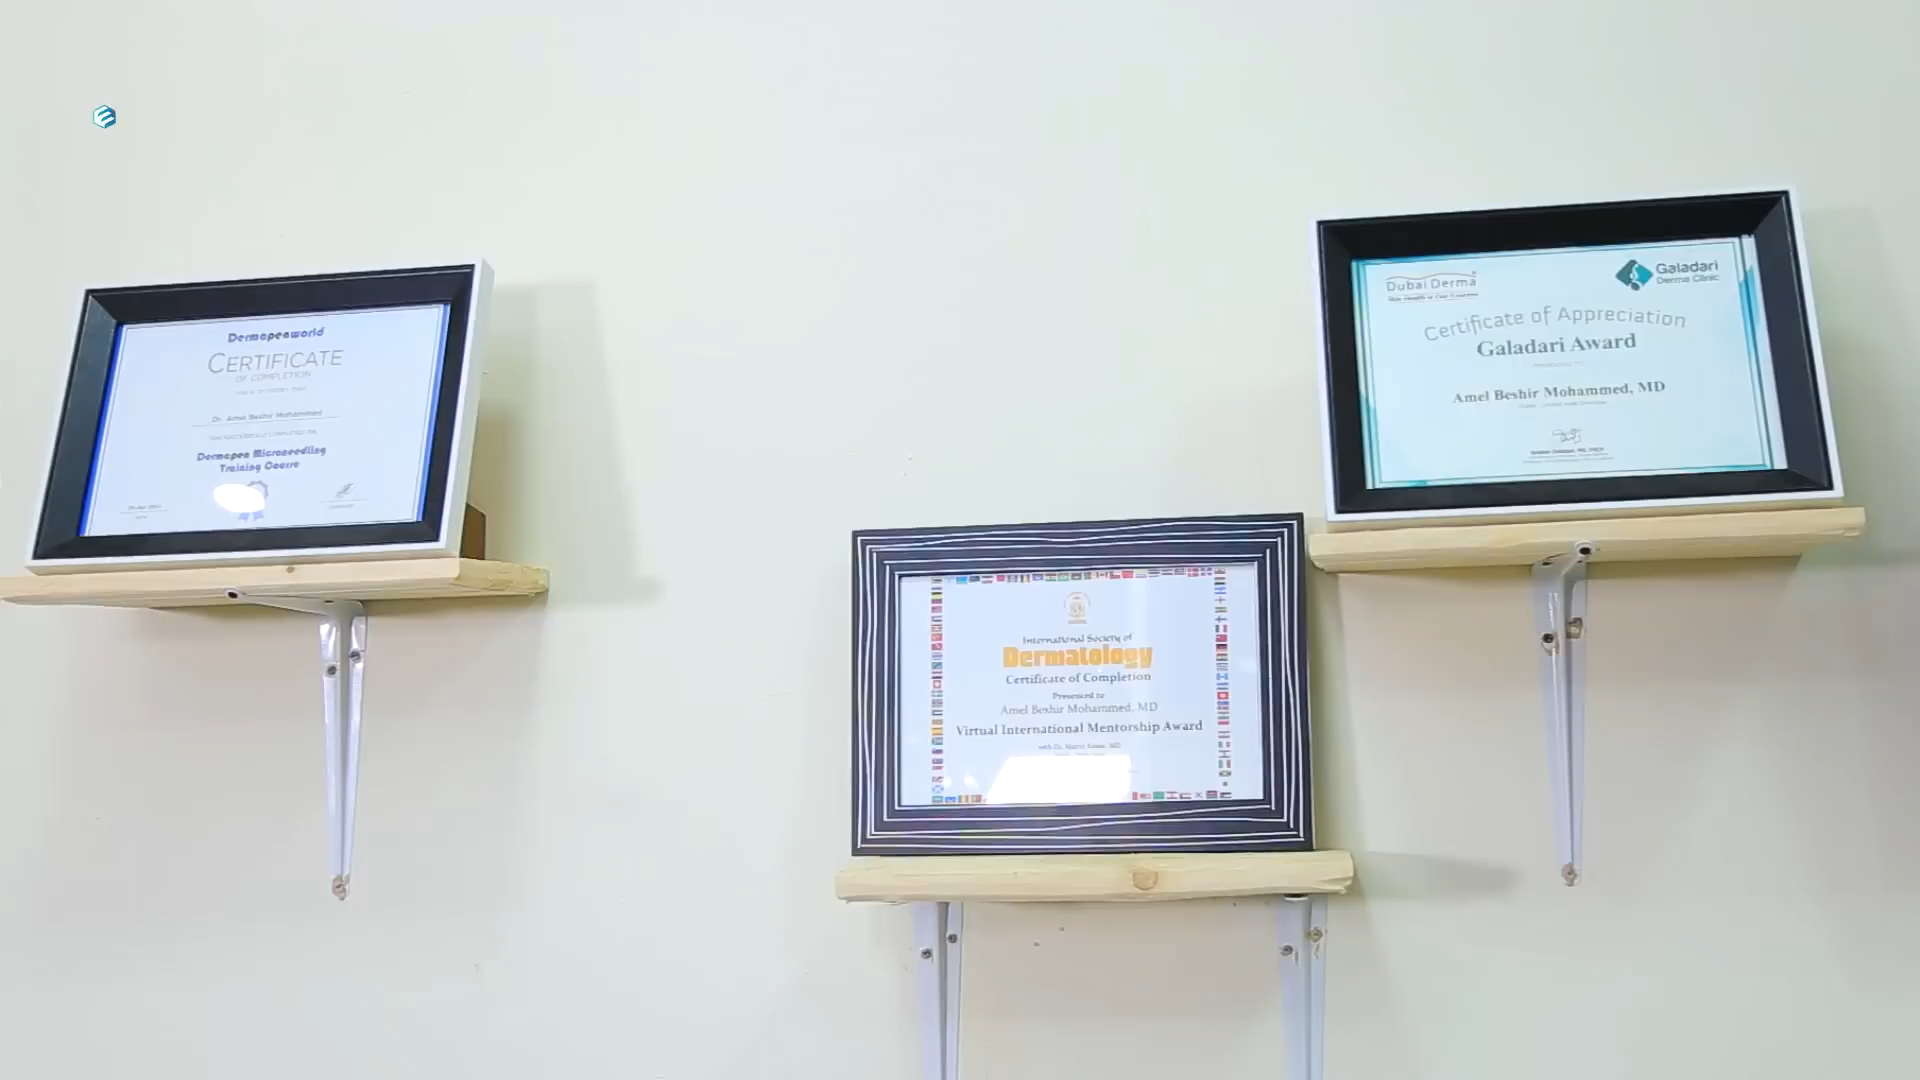 Dermapenworld
CERTIFICATE
OF COMPLETION
Dr. Amel Beshir Mohammed
Dermapen Microneedling
Training Course
International Society of
Dermatology
Certificate of Completion
Presented to
Amel Beshir Mohammed, MD
Virtual International Mentorship Award
Dubai Derma
Galadari
Derma Clinic
Certificate of Appreciation
Galadari Award
Amel Beshir Mohammed, MD